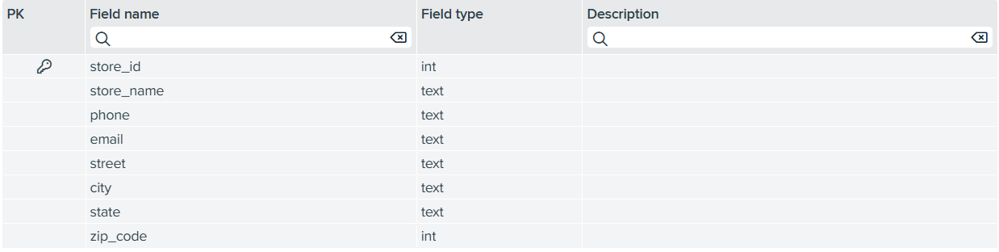 PK Field name Field type Description
store_id int
store_name text
phone text
email text
street text
city text
state text
zip_code int